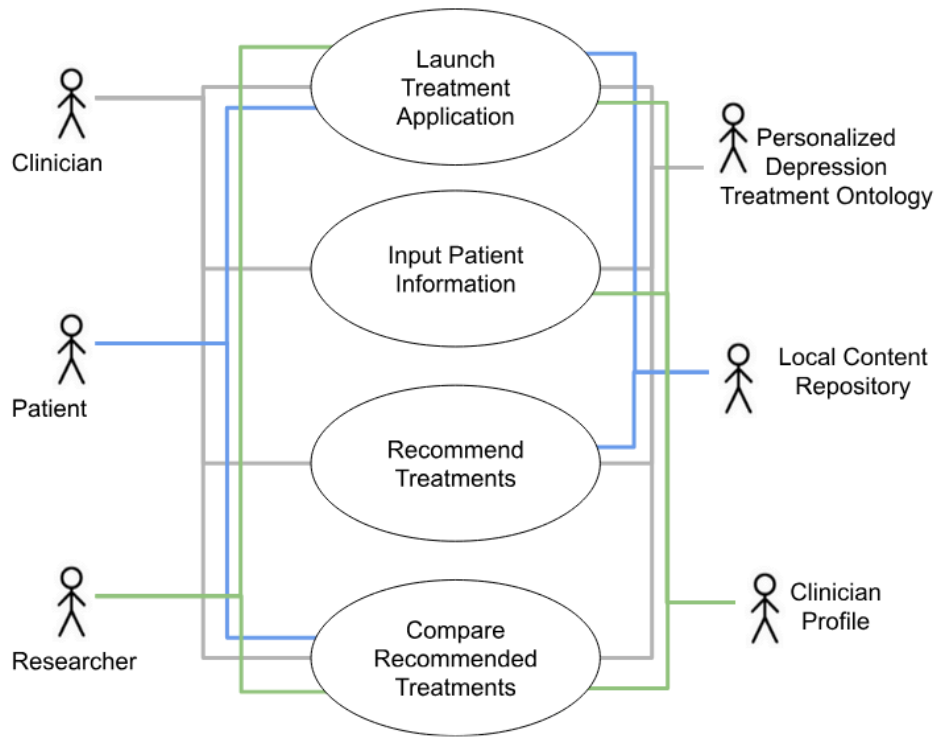 Clinician
Patient
Researcher
Launch
Treatment
Application
Input Patient
Information
Recommend
Treatments
Compare
Recommended
Treatments
Personalized
Depression
Treatment Ontology
Local Content
Repository
Clinician
Profile